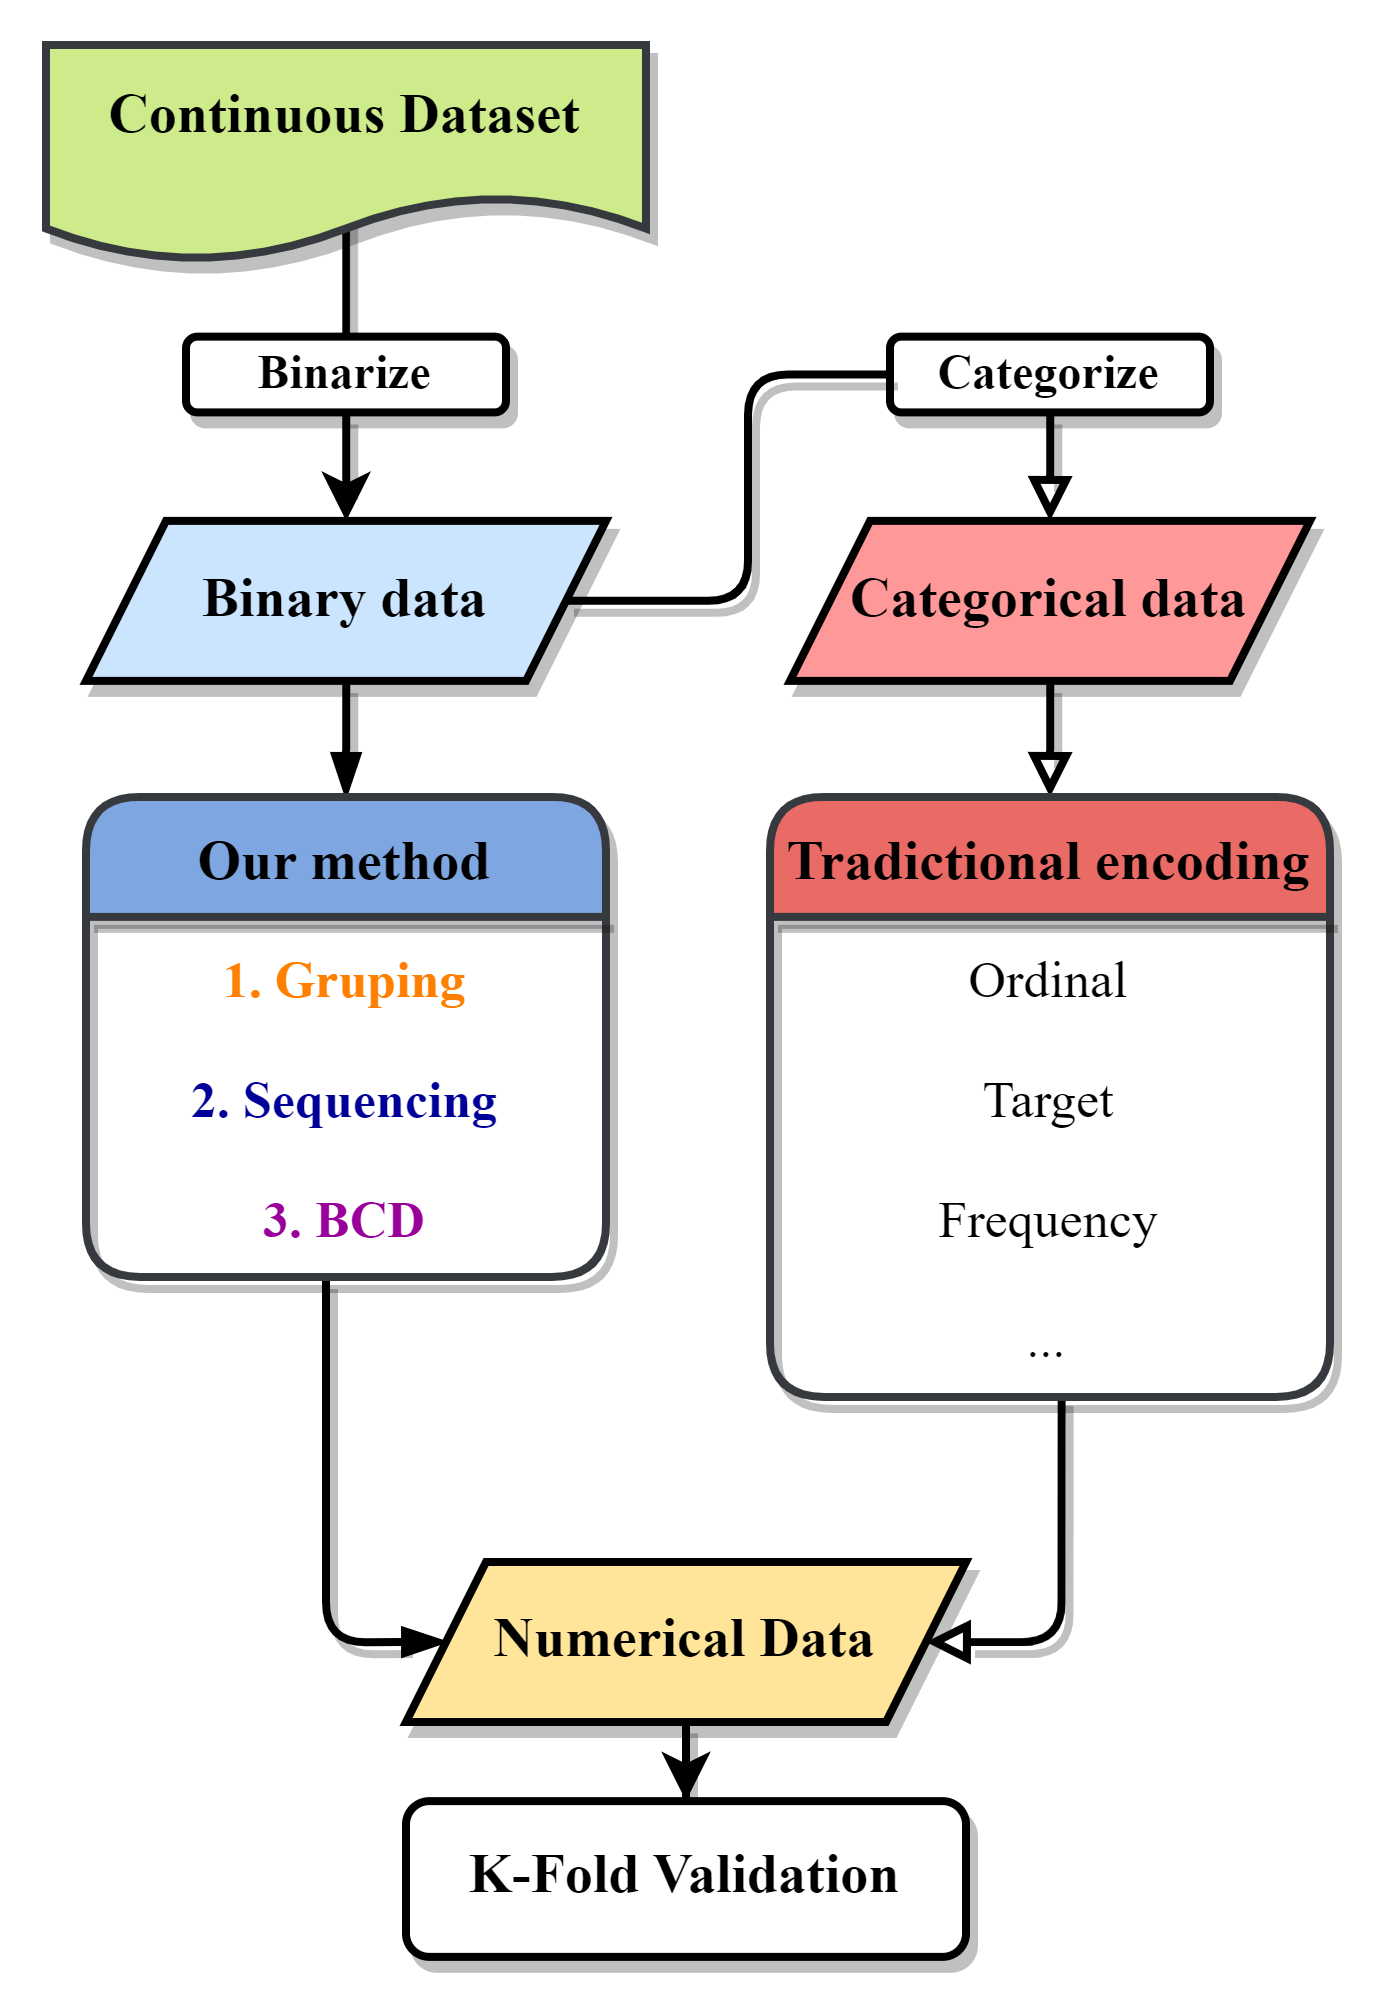 Continuous Dataset
Binarize
Categorize
Binary data
Categorical data
Our method
1. Gruping
2. Sequencing
3. BCD
Tradictional encoding
Ordinal
Target
Frequency
...
Numerical Data
K-Fold Validation